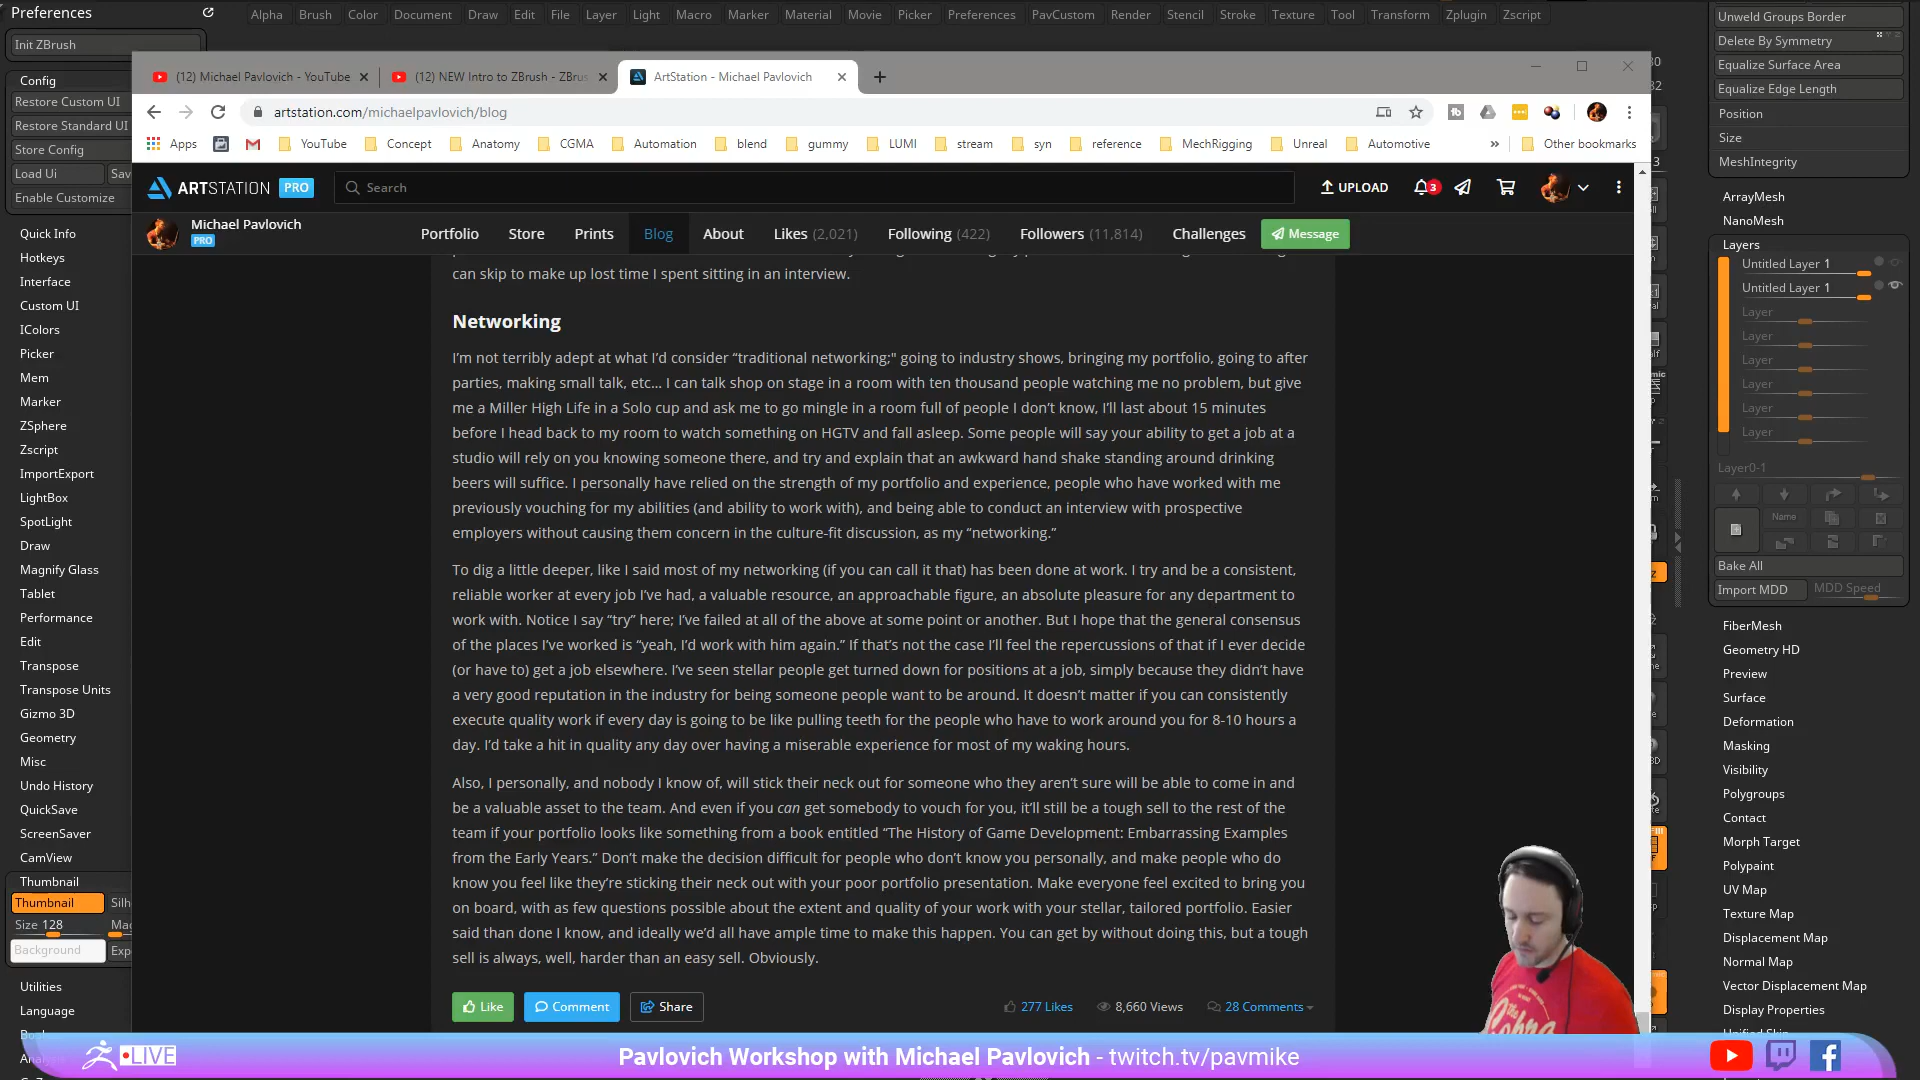 Preferences
Alpha Brush Color Document Draw Edit File Layer Light Macro Marker Material Movie Picker Preferences PavCustom Render Stencil Stroke Texture Tool Transform Zplugin Zscript
Init ZBrush
Config
Restore Custom UI
Restore Standard UI
Store Config
Load Ui
Enable Customize
Quick Info
Hotkeys
Interface
Custom UI
IColors
Picker
Mem
Marker
ZSphere
Zscript
ImportExport
LightBox
SpotLight
Draw
Magnify Glass
Tablet
Performance
Edit
Transpose
Transpose Units
Gizmo 3D
Geometry
Misc
Undo History
QuickSave
ScreenSaver
CamView
Thumbnail
Thumbnail
Size 128
Background
Utilities
Language
(12) Michael Pavlovich - YouTube
(12) NEW Intro to ZBrush - ZBrus
ArtStation - Michael Pavlovich
artstation.com/michaelpavlovich/blog
Apps YouTube Concept Anatomy CGMA Automation blend gummy LUMI stream syn reference MechRigging Unreal Automotive » Other bookmarks
ARTSTATION PRO Search UPLOAD 3
Michael Pavlovich
PRO
Portfolio Store Prints Blog About Likes (2,021) Following (422) Followers (11,814) Challenges Message
can skip to make up lost time I spent sitting in an interview.
Networking
I’m not terribly adept at what I’d consider “traditional networking;" going to industry shows, bringing my portfolio, going to after
parties, making small talk, etc... I can talk shop on stage in a room with ten thousand people watching me no problem, but give
me a Miller High Life in a Solo cup and ask me to go mingle in a room full of people I don’t know, I’ll last about 15 minutes
before I head back to my room to watch something on HGTV and fall asleep. Some people will say your ability to get a job at a
studio will rely on you knowing someone there, and try and explain that an awkward hand shake standing around drinking
beers will suffice. I personally have relied on the strength of my portfolio and experience, people who have worked with me
previously vouching for my abilities (and ability to work with), and being able to conduct an interview with prospective
employers without causing them concern in the culture-fit discussion, as my “networking.”
To dig a little deeper, like I said most of my networking (if you can call it that) has been done at work. I try and be a consistent,
reliable worker at every job I’ve had, a valuable resource, an approachable figure, an absolute pleasure for any department to
work with. Notice I say “try” here; I’ve failed at all of the above at some point or another. But I hope that the general consensus
of the places I’ve worked is “yeah, I’d work with him again.” If that’s not the case I’ll feel the repercussions of that if I ever decide
(or have to) get a job elsewhere. I’ve seen stellar people get turned down for positions at a job, simply because they didn’t have
a very good reputation in the industry for being someone people want to be around. It doesn’t matter if you can consistently
execute quality work if every day is going to be like pulling teeth for the people who have to work around you for 8-10 hours a
day. I’d take a hit in quality any day over having a miserable experience for most of my waking hours.
Also, I personally, and nobody I know of, will stick their neck out for someone who they aren’t sure will be able to come in and
be a valuable asset to the team. And even if you can get somebody to vouch for you, it’ll still be a tough sell to the rest of the
team if your portfolio looks like something from a book entitled “The History of Game Development: Embarrassing Examples
from the Early Years.” Don’t make the decision difficult for people who don’t know you personally, and make people who do
know you feel like they’re sticking their neck out with your poor portfolio presentation. Make everyone feel excited to bring you
on board, with as few questions possible about the extent and quality of your work with your stellar, tailored portfolio. Easier
said than done I know, and ideally we’d all have ample time to make this happen. You can get by without doing this, but a tough
sell is always, well, harder than an easy sell. Obviously.
Like Comment Share 277 Likes 8,660 Views 28 Comments
Unweld Groups Border
Delete By Symmetry
Equalize Surface Area
Equalize Edge Length
Position
Size
MeshIntegrity
ArrayMesh
NanoMesh
Layers
Untitled Layer 1
Untitled Layer 1
Layer
Layer
Layer
Layer
Layer
Layer
Layer0-1
Name
Bake All
Import MDD MDD Speed
FiberMesh
Geometry HD
Preview
Surface
Deformation
Masking
Visibility
Polygroups
Contact
Morph Target
Polypaint
UV Map
Texture Map
Displacement Map
Normal Map
Vector Displacement Map
Display Properties
•LIVE
Pavlovich Workshop with Michael Pavlovich - twitch.tv/pavmike